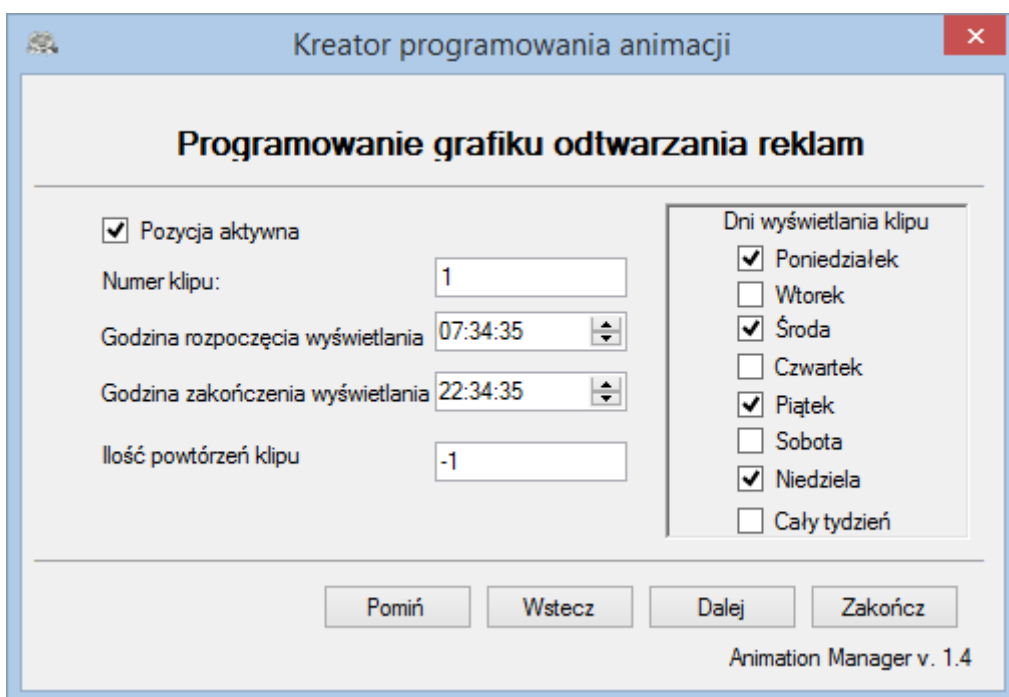 Kreator programowania animacji
Programowanie grafiku odtwarzania reklam
Pozycja aktywna
Numer klipu: 1
Godzina rozpoczęcia wyświetlania 07:34:35
Godzina zakończenia wyświetlania 22:34:35
Ilość powtórzeń klipu -1
Dni wyświetlania klipu
Poniedziałek
Wtorek
Środa
Czwartek
Piątek
Sobota
Niedziela
Cały tydzień
Pomiń Wstecz Dalej Zakończ
Animation Manager v. 1.4